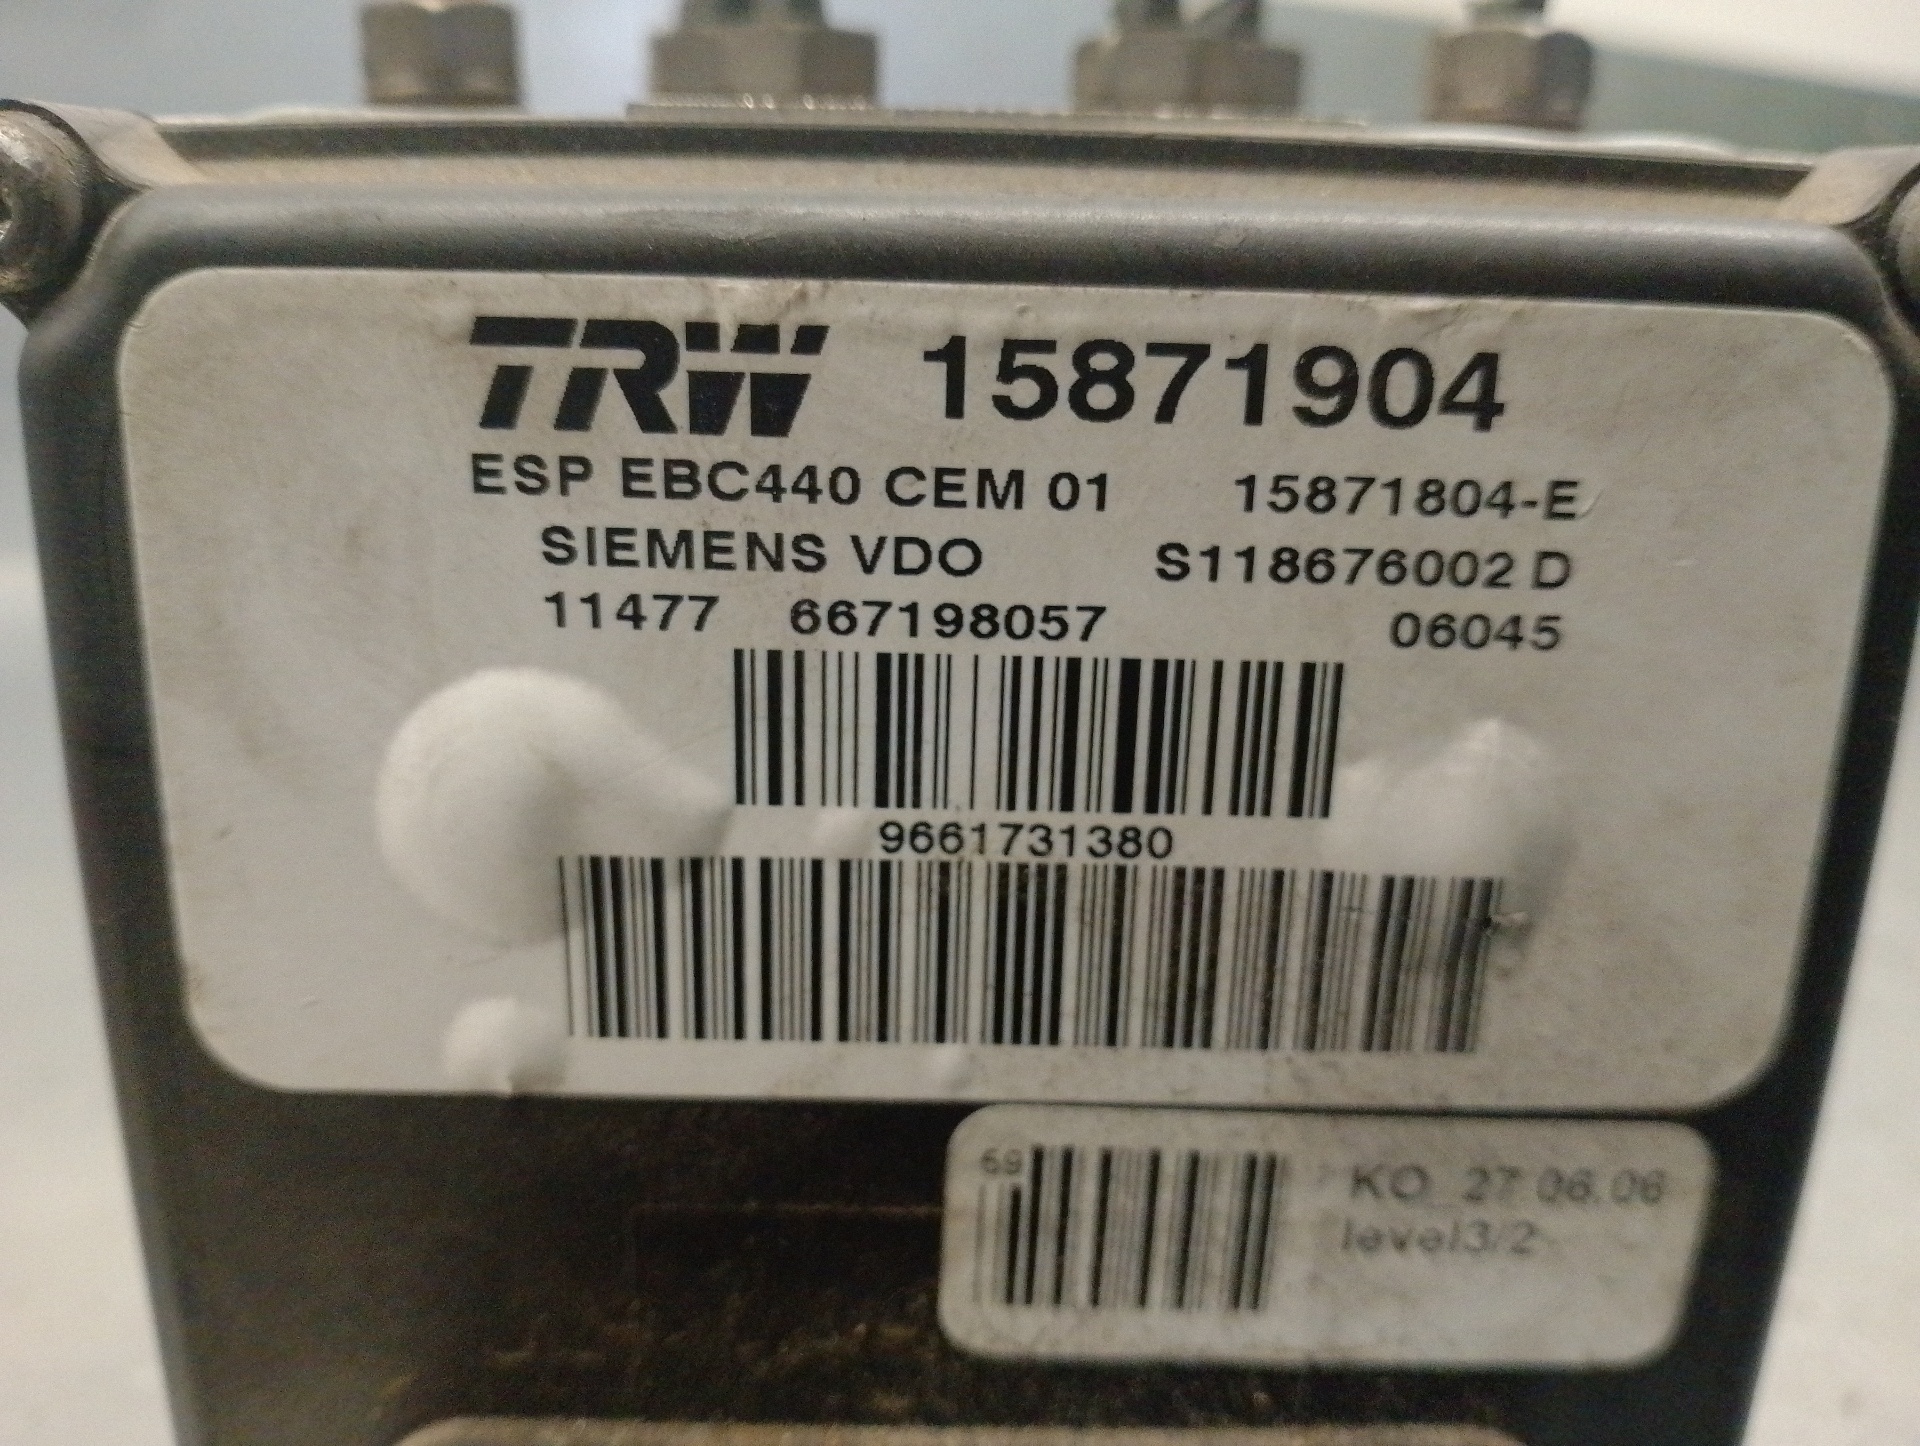 TRW 15871904
ESP EBC440 CEM 01 15871804-E
SIEMENS VDO S118676002 D
11477 667198057 06045
9661731380
69
KO 27.06.06
level3/2